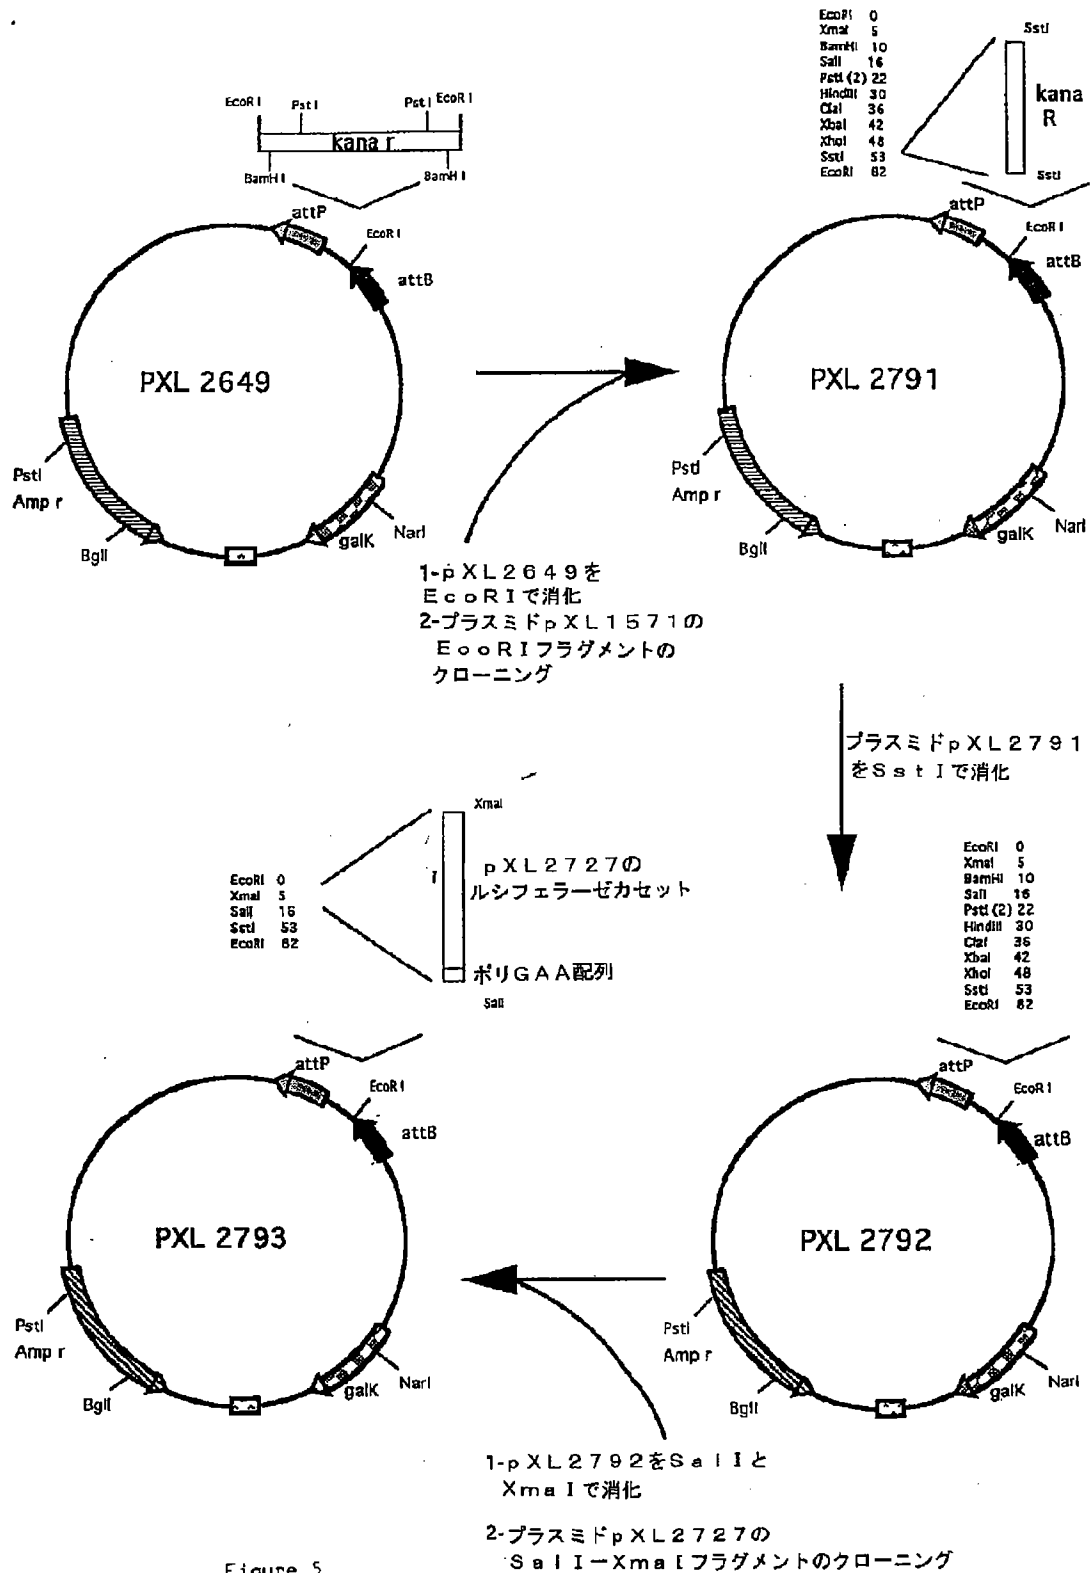 EcoRI
PstI
PstI
EcoRI
kana r
BamHI
BamHI
attP
EcoRI
attB
PXL 2649
PstI
Amp r
BglI
galK
NarI
EcoRI 0
XmaI 5
BamHI 10
SalI 16
PstI (2) 22
HindIII 30
ClaI 36
XbaI 42
XhoI 48
SstI 53
EcoRI 82
SstI
kana
R
SstI
attP
EcoRI
attB
PXL 2791
PstI
Amp r
BglI
galK
NarI
1-pXL2649を
EcoRIで消化
2-プラスミドpXL1571の
EcoRIフラグメントの
クローニング
プラスミドpXL2791
をSstIで消化
EcoRI 0
XmaI 5
BamHI 10
SalI 16
PstI (2) 22
HindIII 30
ClaI 36
XbaI 42
XhoI 48
SstI 53
EcoRI 82
attP
EcoRI
attB
PXL 2792
PstI
Amp r
BglI
galK
NarI
XmaI
pXL2727の
ルシフェラーゼカセット
ポリGAA配列
SalI
EcoRI 0
XmaI 5
SalI 16
SstI 53
EcoRI 82
attP
EcoRI
attB
PXL 2793
PstI
Amp r
BglI
galK
NarI
1-pXL2792をSalIと
XmaIで消化
2-プラスミドpXL2727の
SalI-XmaIフラグメントのクローニング
Figure 5